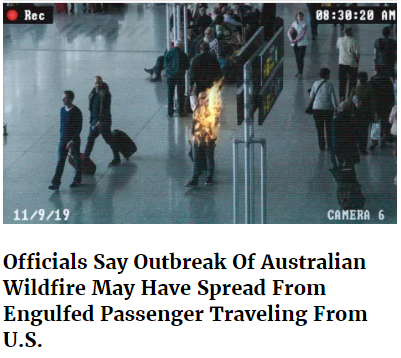 Rec
08:30:20 AM
11/9/19
CAMERA 6
Officials Say Outbreak Of Australian
Wildfire May Have Spread From
Engulfed Passenger Traveling From
U.S.